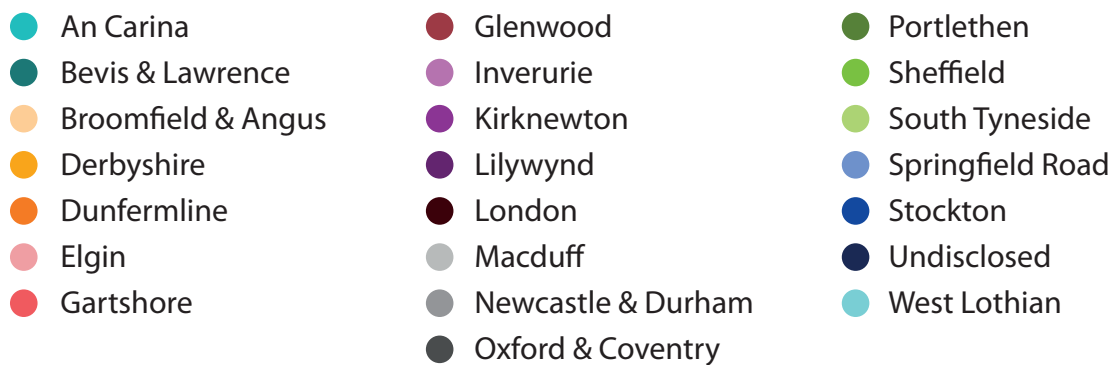 An Carina
Bevis & Lawrence
Broomfield & Angus
Derbyshire
Dunfermline
Elgin
Gartshore
Glenwood
Inverurie
Kirknewton
Lilywynd
London
Macduff
Newcastle & Durham
Oxford & Coventry
Portlethen
Sheffield
South Tyneside
Springfield Road
Stockton
Undisclosed
West Lothian